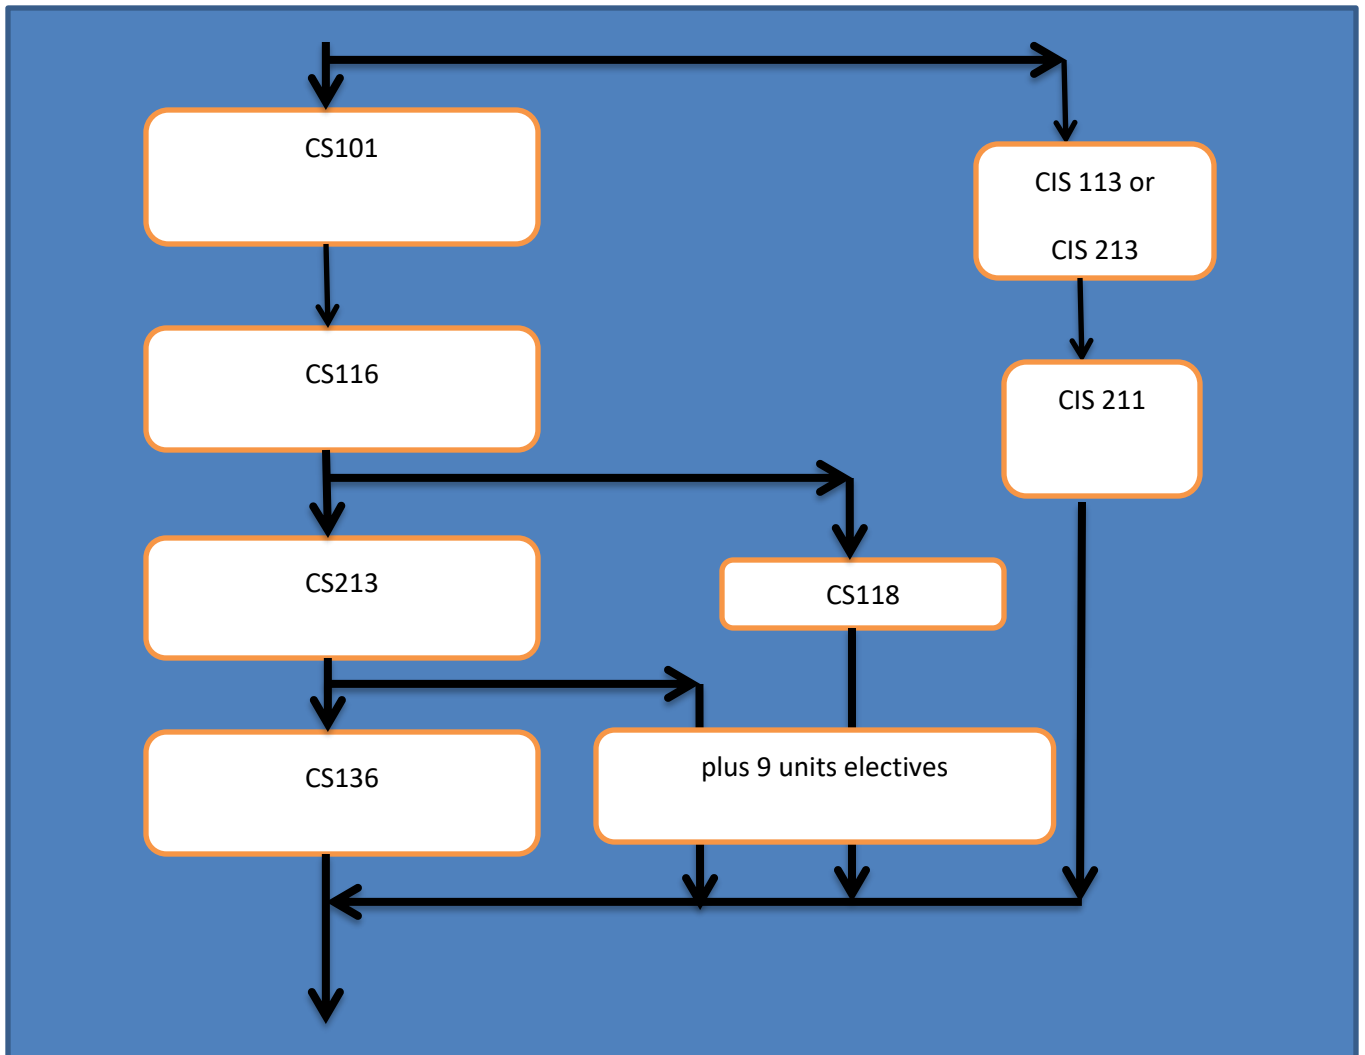 CS101
CIS 113 or
CIS 213
CS116
CIS 211
CS213
CS118
CS136
plus 9 units electives